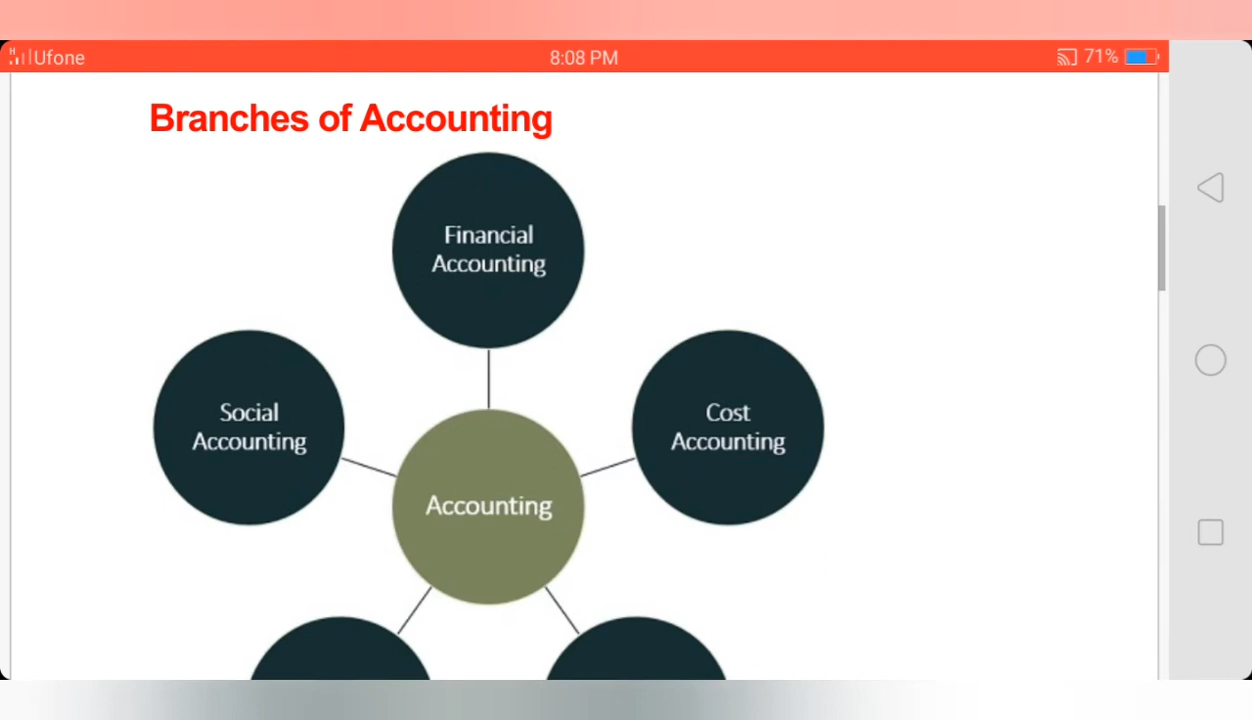 Ufone 8:08 PM 71%
Branches of Accounting
Financial
Accounting
Social
Accounting
Cost
Accounting
Accounting